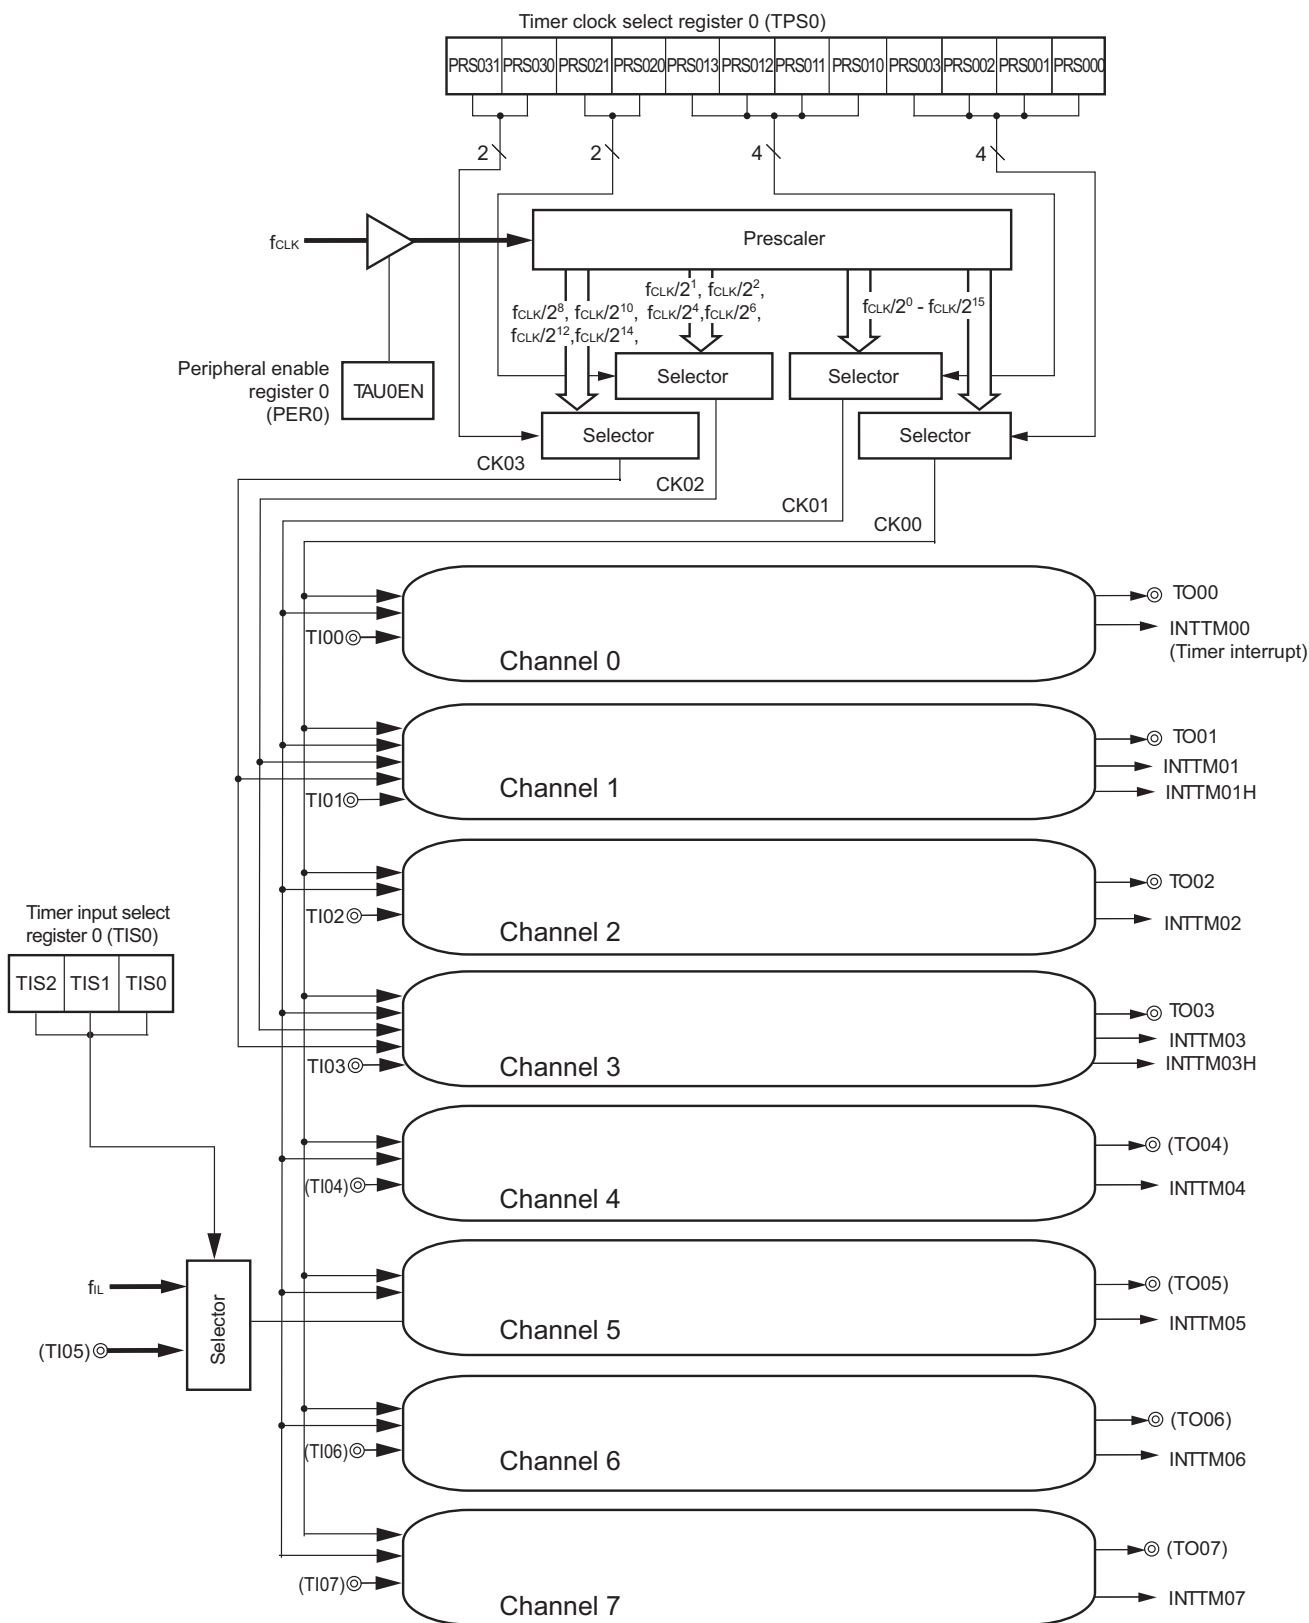 Timer clock select register 0 (TPS0)
PRS031 PRS030 PRS021 PRS020 PRS013 PRS012 PRS011 PRS010 PRS003 PRS002 PRS001 PRS000
2 2 4 4
fCLK
Prescaler
fCLK/2^8, fCLK/2^10,
fCLK/2^12,fCLK/2^14,
fCLK/2^1, fCLK/2^2,
fCLK/2^4,fCLK/2^6,
fCLK/2^0 - fCLK/2^15
Peripheral enable
register 0
(PER0)
TAU0EN
Selector
Selector
Selector
Selector
CK03
CK02
CK01
CK00
TI00
Channel 0
TO00
INTTM00
(Timer interrupt)
TI01
Channel 1
TO01
INTTM01
INTTM01H
TI02
Channel 2
TO02
INTTM02
Timer input select
register 0 (TIS0)
TIS2 TIS1 TIS0
TI03
Channel 3
TO03
INTTM03
INTTM03H
(TI04)
Channel 4
(TO04)
INTTM04
fIL
(TI05)
Selector
Channel 5
(TO05)
INTTM05
(TI06)
Channel 6
(TO06)
INTTM06
(TI07)
Channel 7
(TO07)
INTTM07